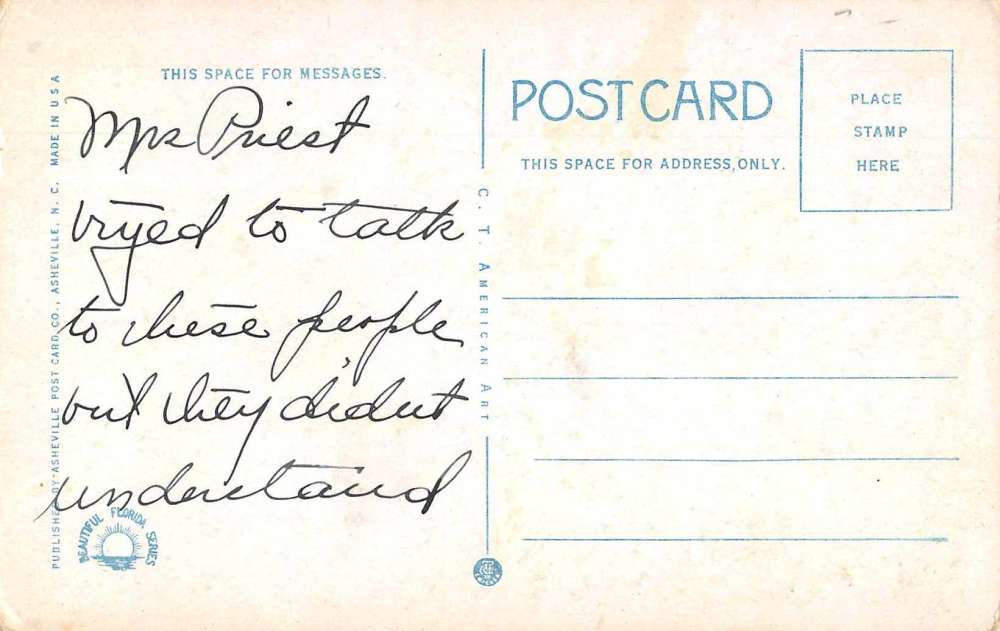 THIS SPACE FOR MESSAGES.
Mrs Priest
tryed to talk
to these people
but they didnt
understand
PUBLISHED BY ASHEVILLE POST CARD CO., ASHEVILLE, N. C. MADE IN U S A
BEAUTIFUL FLORIDA SERIES
C. T. AMERICAN ART
POST CARD
THIS SPACE FOR ADDRESS, ONLY.
PLACE
STAMP
HERE